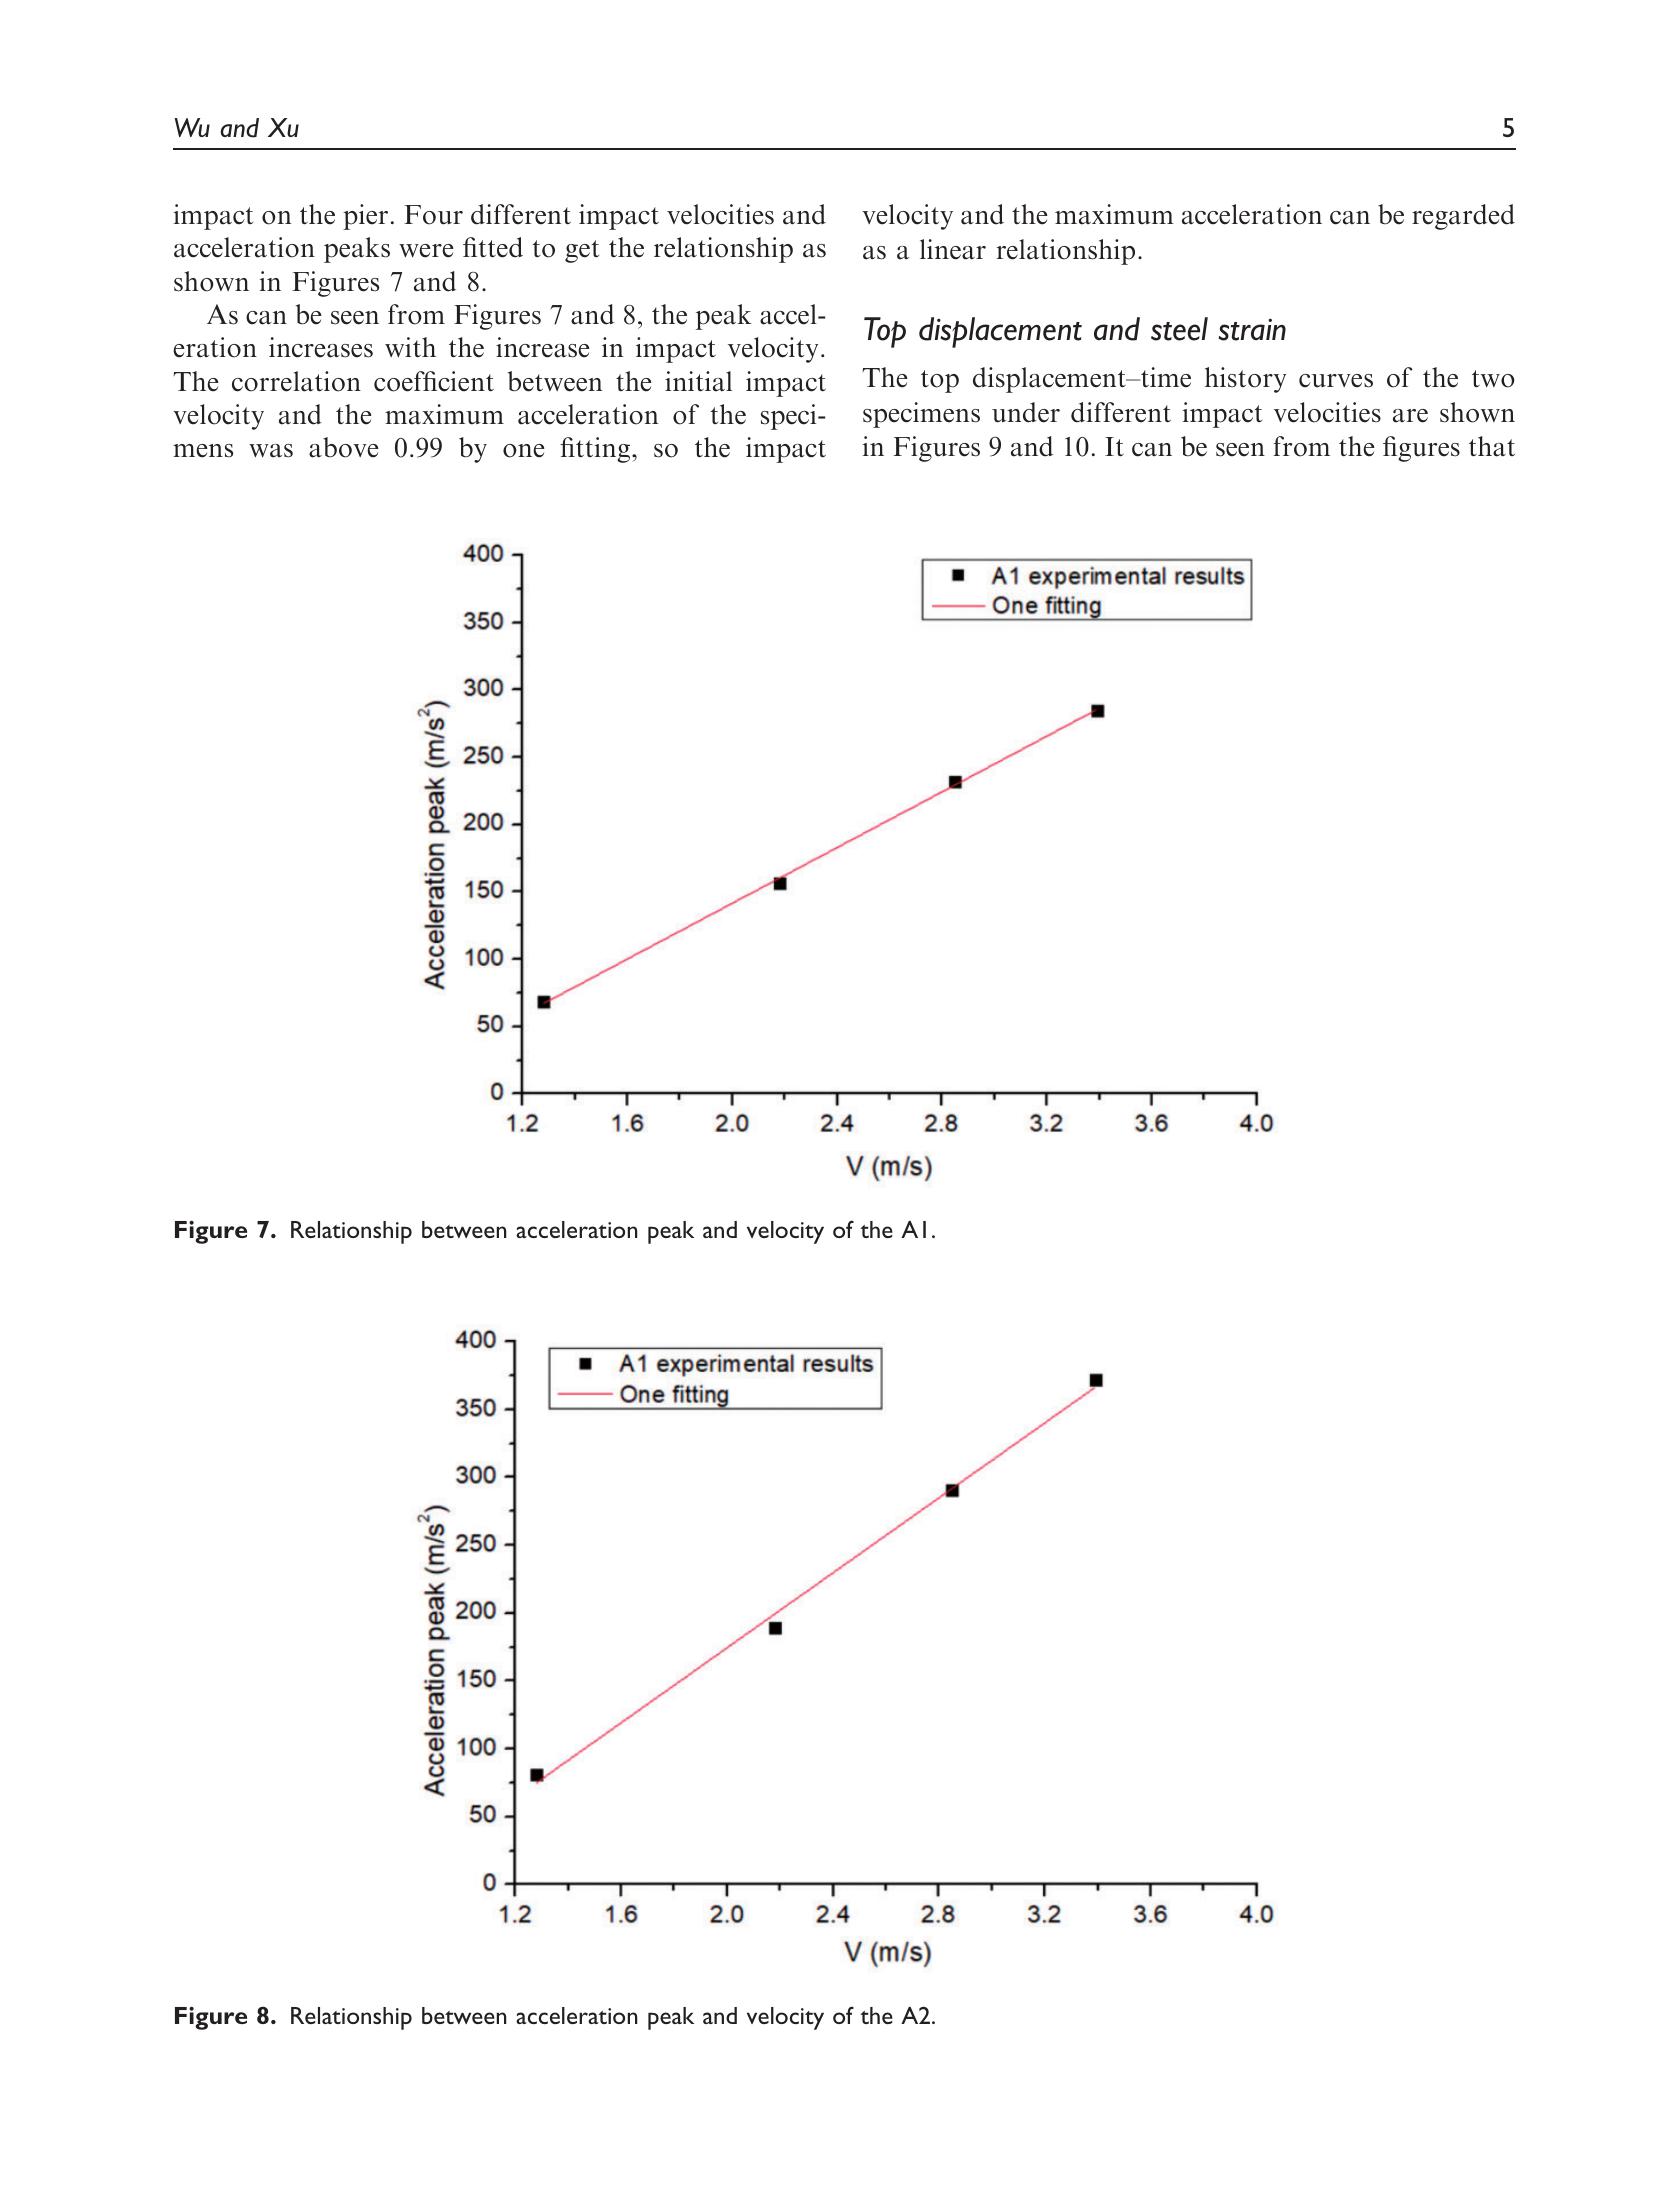 Wu and Xu
5
impact on the pier. Four different impact velocities and
acceleration peaks were fitted to get the relationship as
shown in Figures 7 and 8.
As can be seen from Figures 7 and 8, the peak accel-
eration increases with the increase in impact velocity.
The correlation coefficient between the initial impact
velocity and the maximum acceleration of the speci-
mens was above 0.99 by one fitting, so the impact
velocity and the maximum acceleration can be regarded
as a linear relationship.
Top displacement and steel strain
The top displacement–time history curves of the two
specimens under different impact velocities are shown
in Figures 9 and 10. It can be seen from the figures that
400
350
300
250
200
150
100
50
0
Acceleration peak (m/s²)
A1 experimental results
One fitting
1.2 1.6 2.0 2.4 2.8 3.2 3.6 4.0
V (m/s)
Figure 7. Relationship between acceleration peak and velocity of the A1.
400
350
300
250
200
150
100
50
0
Acceleration peak (m/s²)
A1 experimental results
One fitting
1.2 1.6 2.0 2.4 2.8 3.2 3.6 4.0
V (m/s)
Figure 8. Relationship between acceleration peak and velocity of the A2.